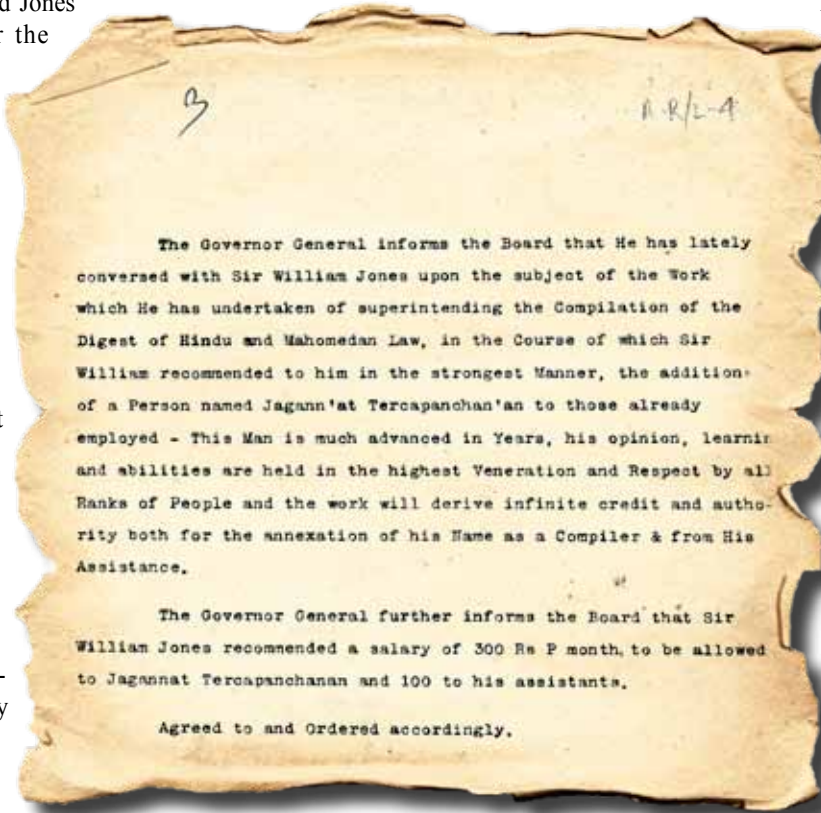 d Jones
r the
3
The Governor General informs the Board that He has lately
conversed with Sir William Jones upon the subject of the Work
which He has undertaken of superintending the Compilation of the
Digest of Hindu and Mahomedan Law, in the Course of which Sir
William recommended to him in the strongest Manner, the addition
of a Person named Jagann'at Tercapanchan'an to those already
employed - This Man is much advanced in Years, his opinion, learnin
and abilities are held in the highest Veneration and Respect by all
Ranks of People and the work will derive infinite credit and autho-
rity both for the annexation of his Name as a Compiler & from His
Assistance.
The Governor General further informs the Board that Sir
William Jones recommended a salary of 300 Rs P month, to be allowed
to Jagannat Tercapanchanan and 100 to his assistants.
Agreed to and Ordered accordingly.
t
-
y